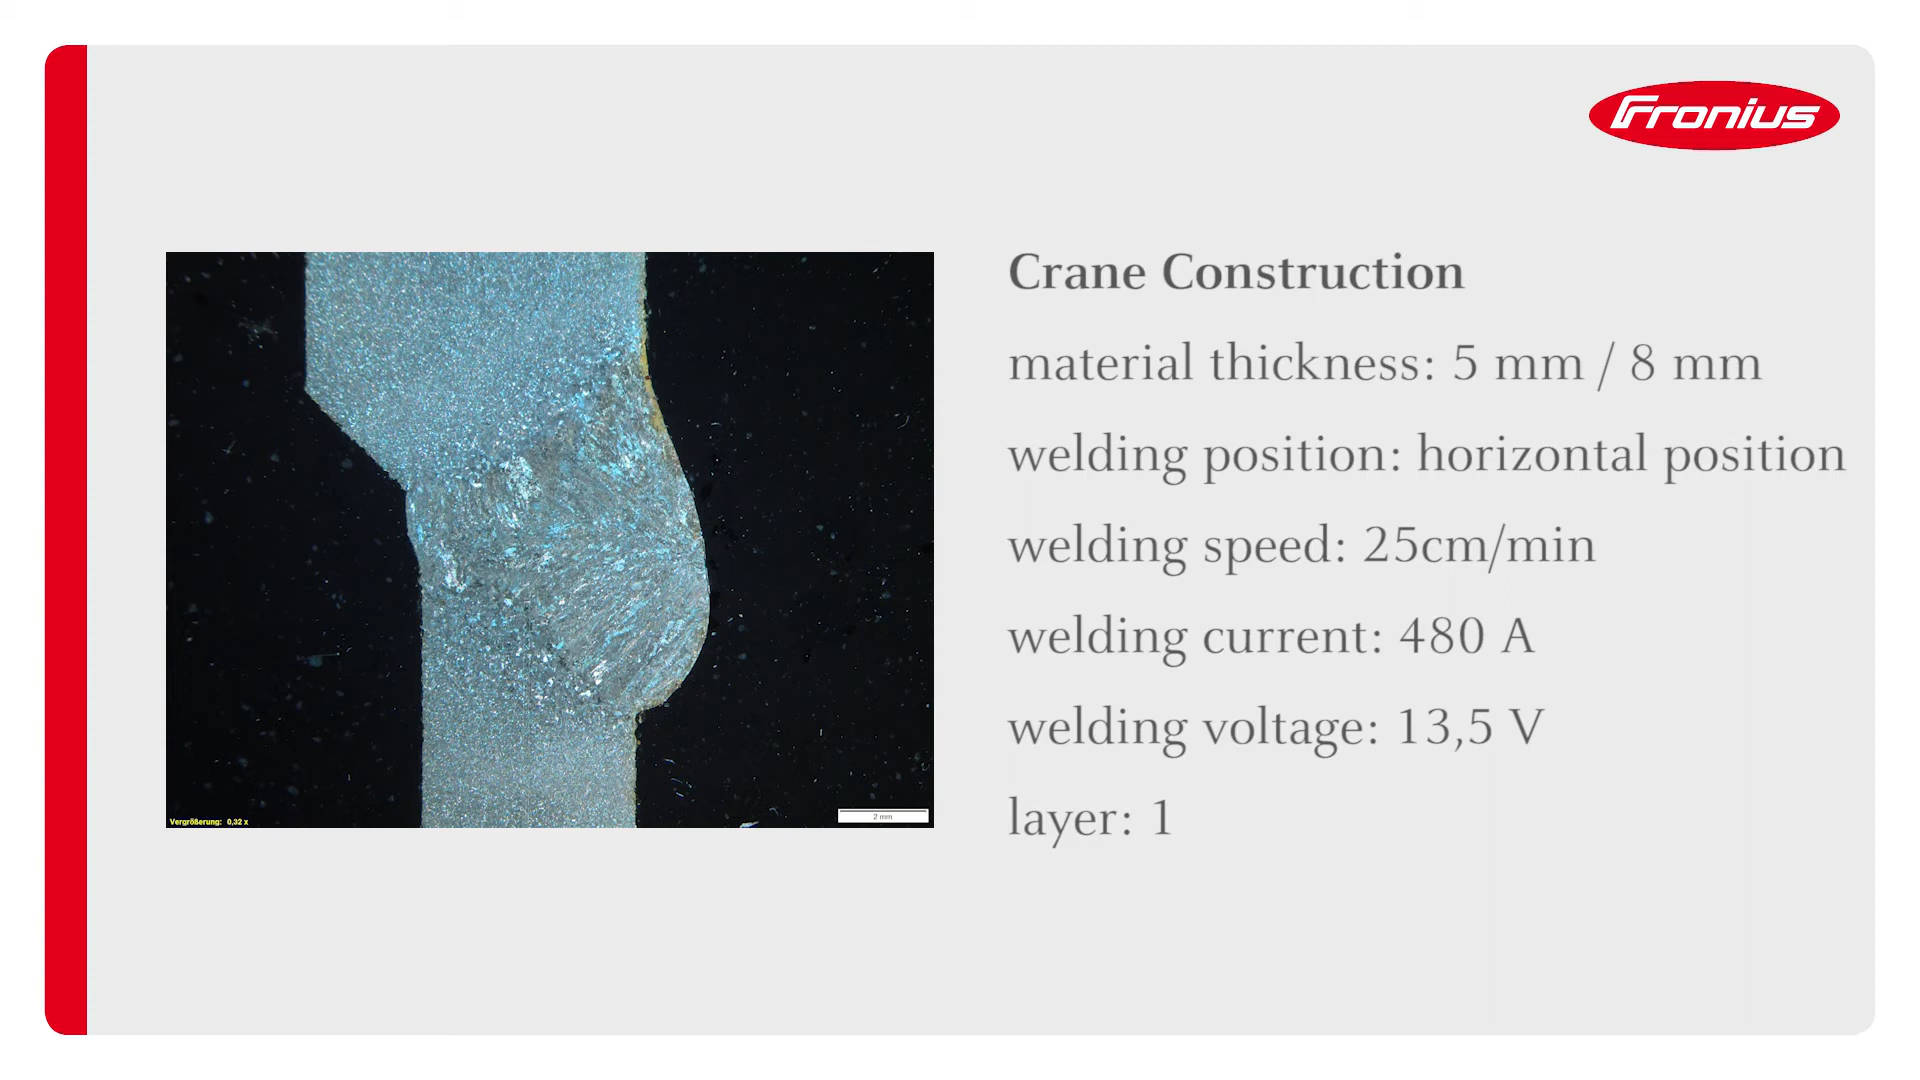 Fronius
Crane Construction
material thickness: 5 mm / 8 mm
welding position: horizontal position
welding speed: 25cm/min
welding current: 480 A
welding voltage: 13,5 V
layer: 1
Vergrößerung: 0,32 x
2 mm